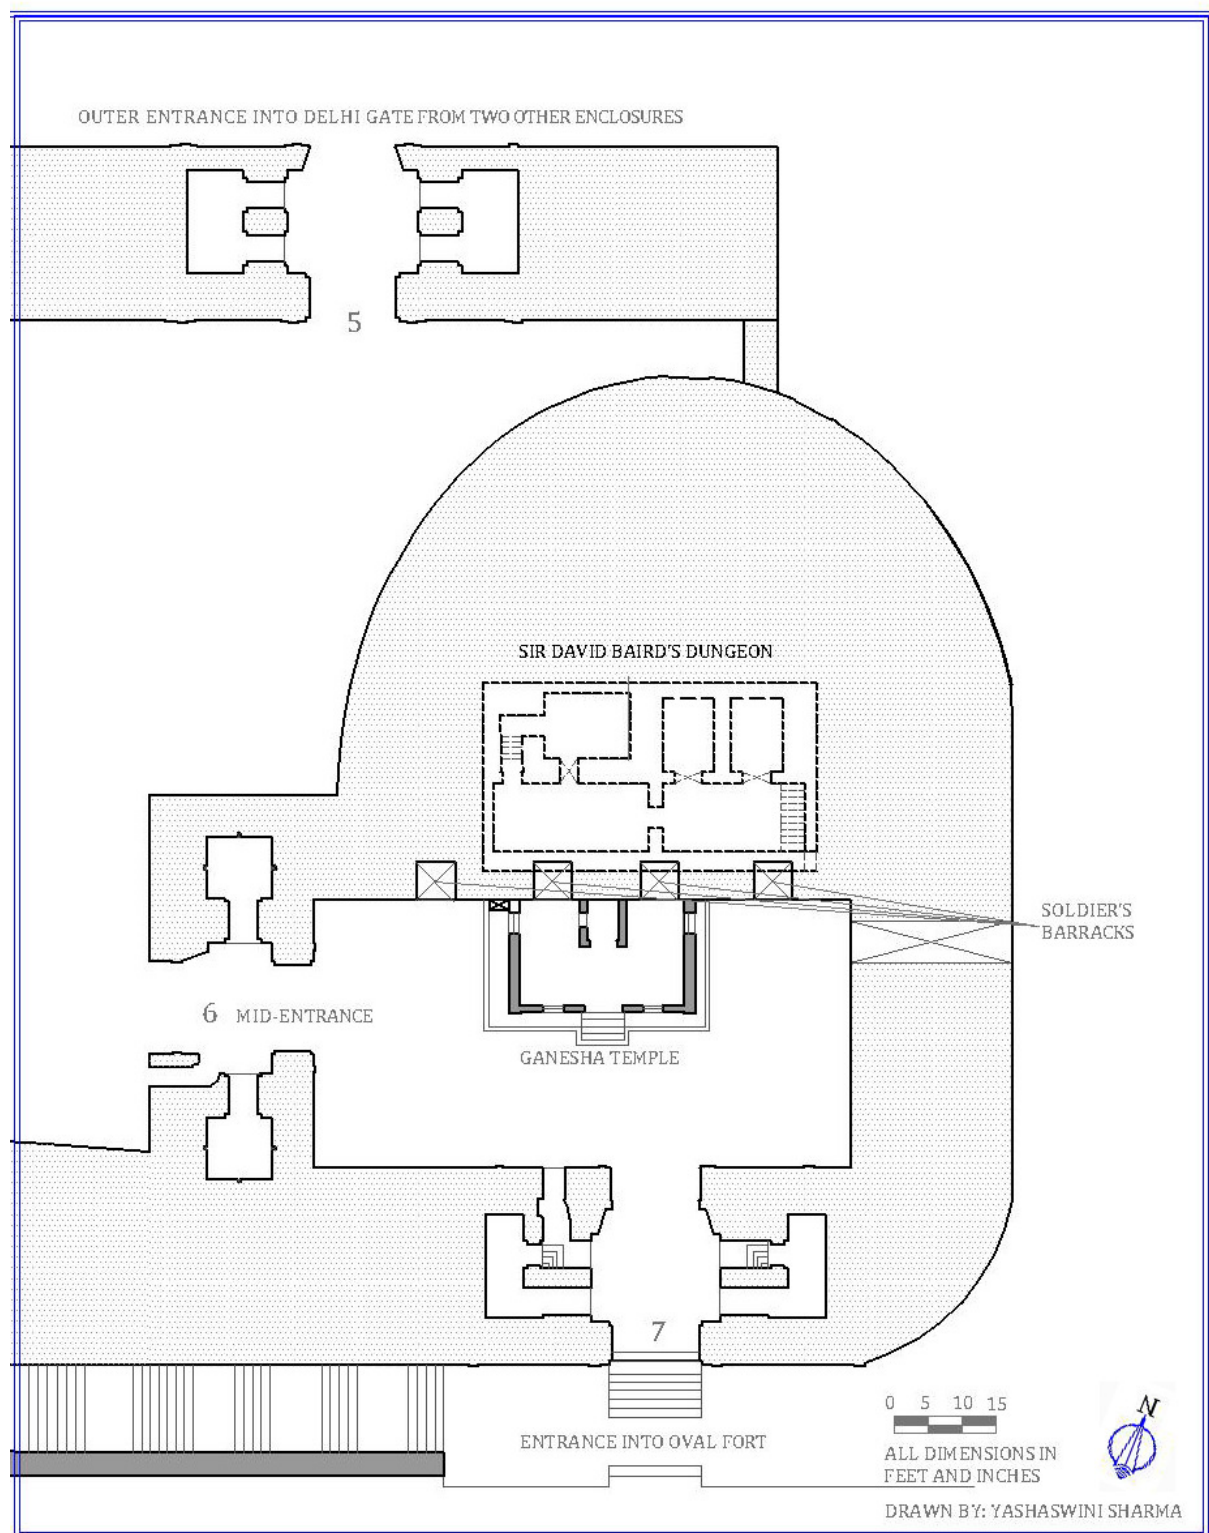 OUTER ENTRANCE INTO DELHI GATE FROM TWO OTHER ENCLOSURES
5
SIR DAVID BAIRD'S DUNGEON
SOLDIER'S
BARRACKS
6 MID-ENTRANCE
GANESHA TEMPLE
7
0 5 10 15
N
ENTRANCE INTO OVAL FORT
ALL DIMENSIONS IN
FEET AND INCHES
DRAWN BY: YASHASWINI SHARMA